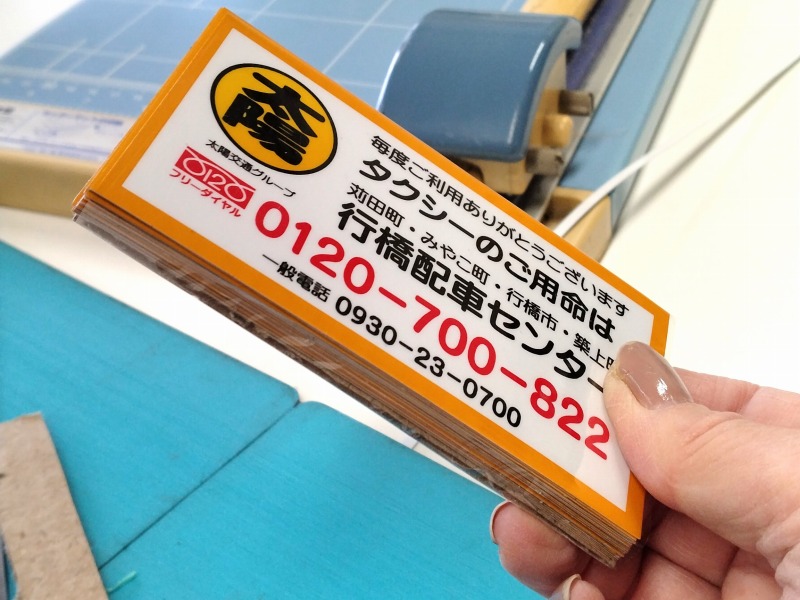 太陽
太陽交通グループ
0120
フリーダイヤル
毎度ご利用ありがとうございます
タクシーのご用命は
苅田町・みやこ町・行橋市・築上町
行橋配車センター
0120-700-822
一般電話 0930-23-0700